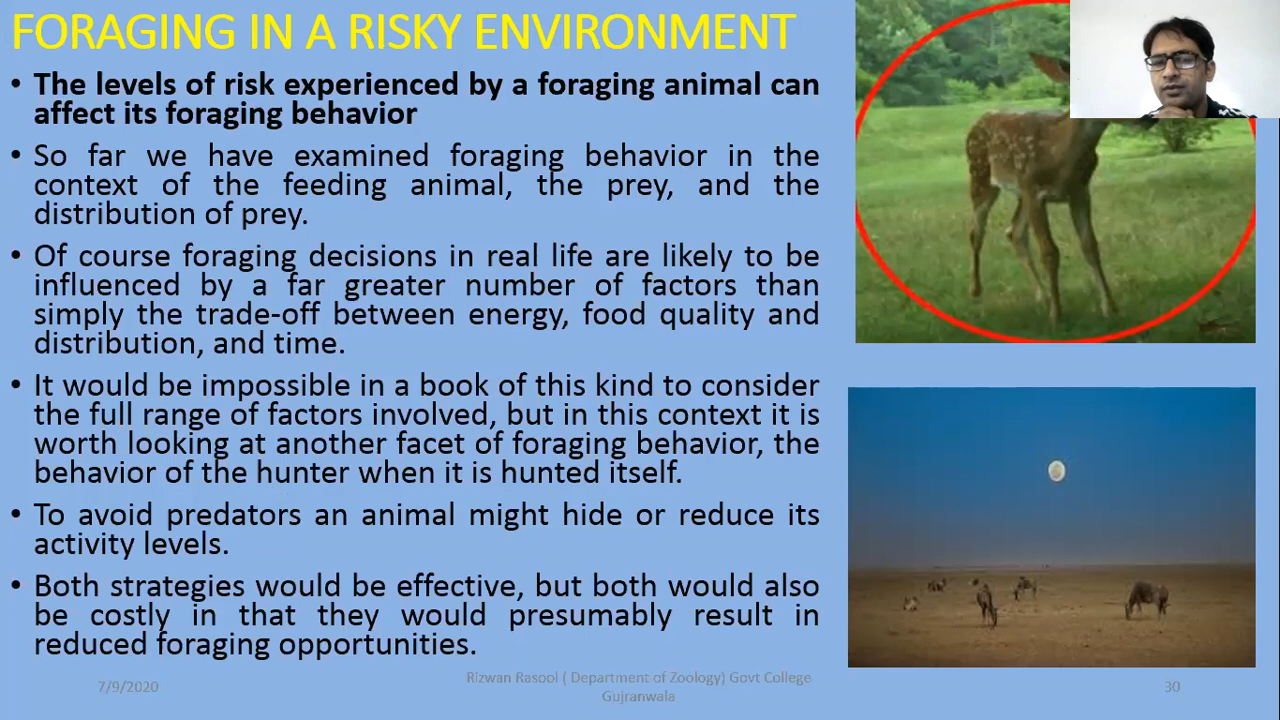 FORAGING IN A RISKY ENVIRONMENT
• The levels of risk experienced by a foraging animal can
affect its foraging behavior
• So far we have examined foraging behavior in the
context of the feeding animal, the prey, and the
distribution of prey.
• Of course foraging decisions in real life are likely to be
influenced by a far greater number of factors than
simply the trade-off between energy, food quality and
distribution, and time.
• It would be impossible in a book of this kind to consider
the full range of factors involved, but in this context it is
worth looking at another facet of foraging behavior, the
behavior of the hunter when it is hunted itself.
• To avoid predators an animal might hide or reduce its
activity levels.
• Both strategies would be effective, but both would also
be costly in that they would presumably result in
reduced foraging opportunities.
7/9/2020
Rizwan Rasool ( Department of Zoology) Govt College
Gujranwala
30